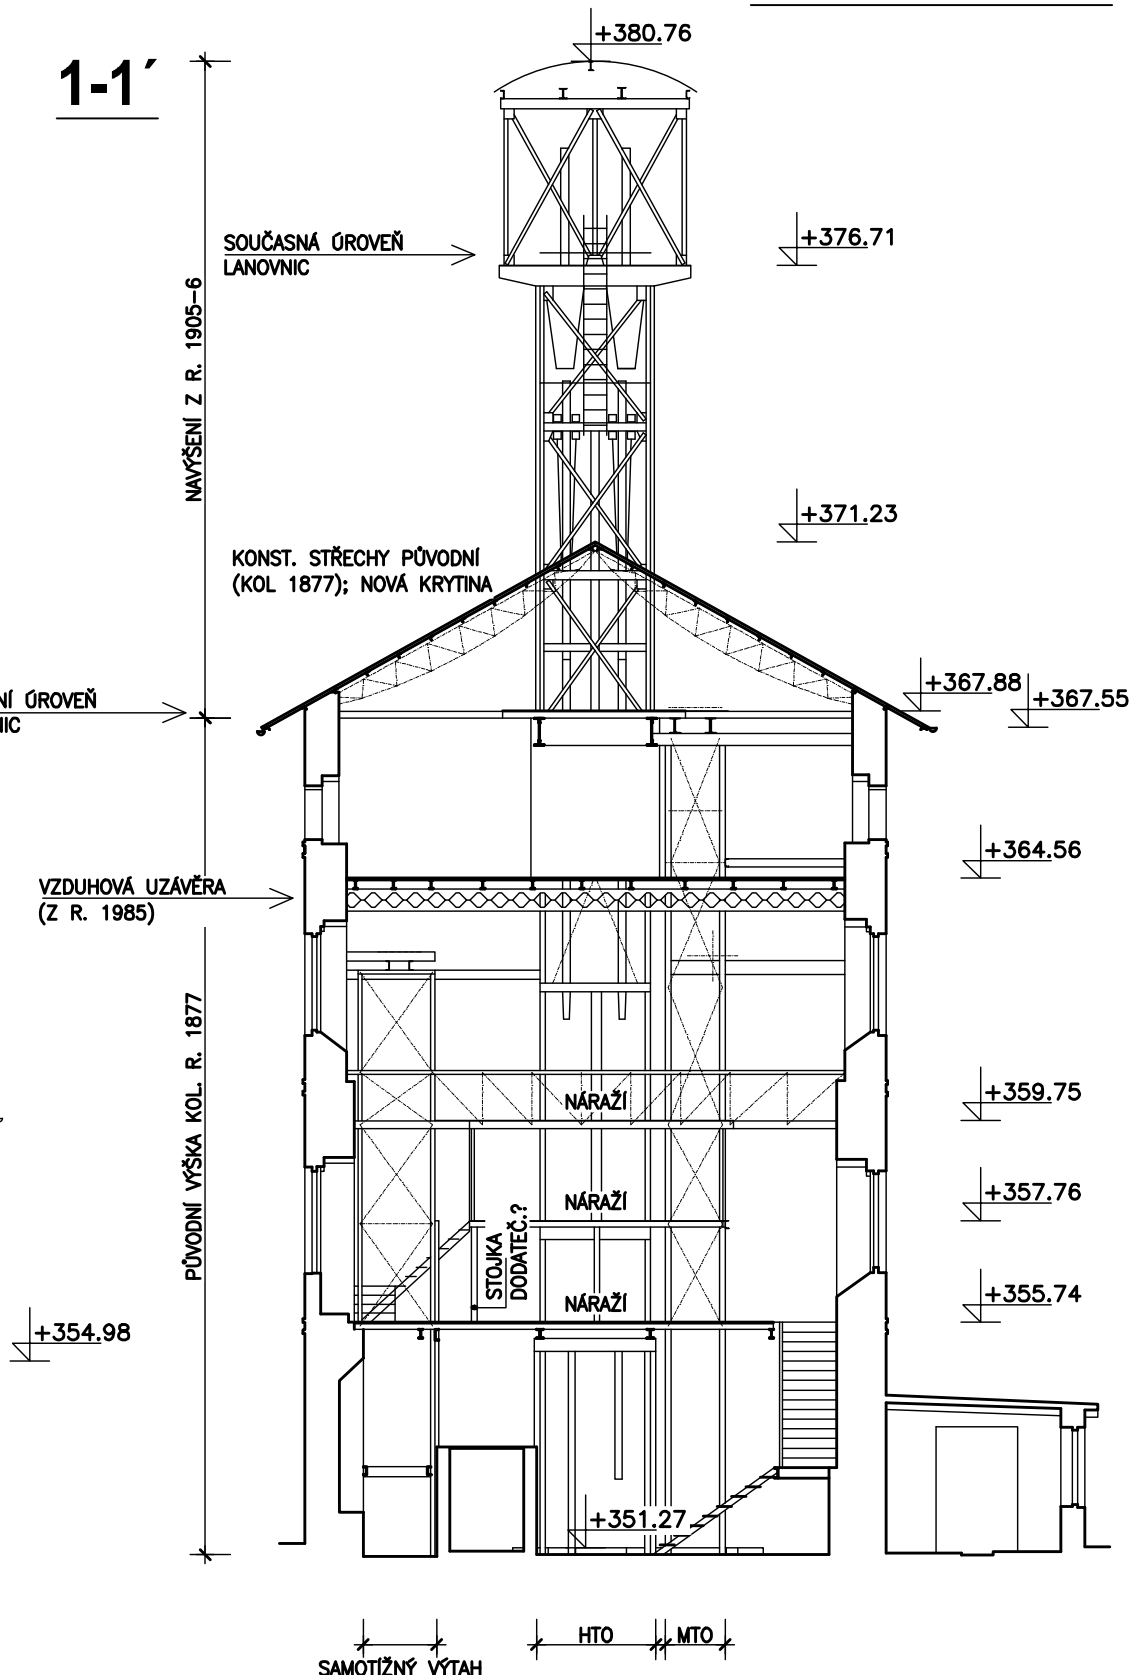 +380.76
1-1´
SOUČASNÁ ÚROVEŇ
LANOVNIC
+376.71
NAVÝŠENÍ Z R. 1905-6
+371.23
KONST. STŘECHY PŮVODNÍ
(KOL 1877); NOVÁ KRYTINA
+367.88
NÍ ÚROVEŇ
NIC
+367.55
+364.56
VZDUHOVÁ UZÁVĚRA
(Z R. 1985)
PŮVODNÍ VÝŠKA KOL. R. 1877
NÁRAŽÍ
+359.75
NÁRAŽÍ
+357.76
STOJKA
DODATEČ.?
NÁRAŽÍ
+355.74
+354.98
+351.27
HTO
MTO
SAMOTÍŽNÝ VÝTAH